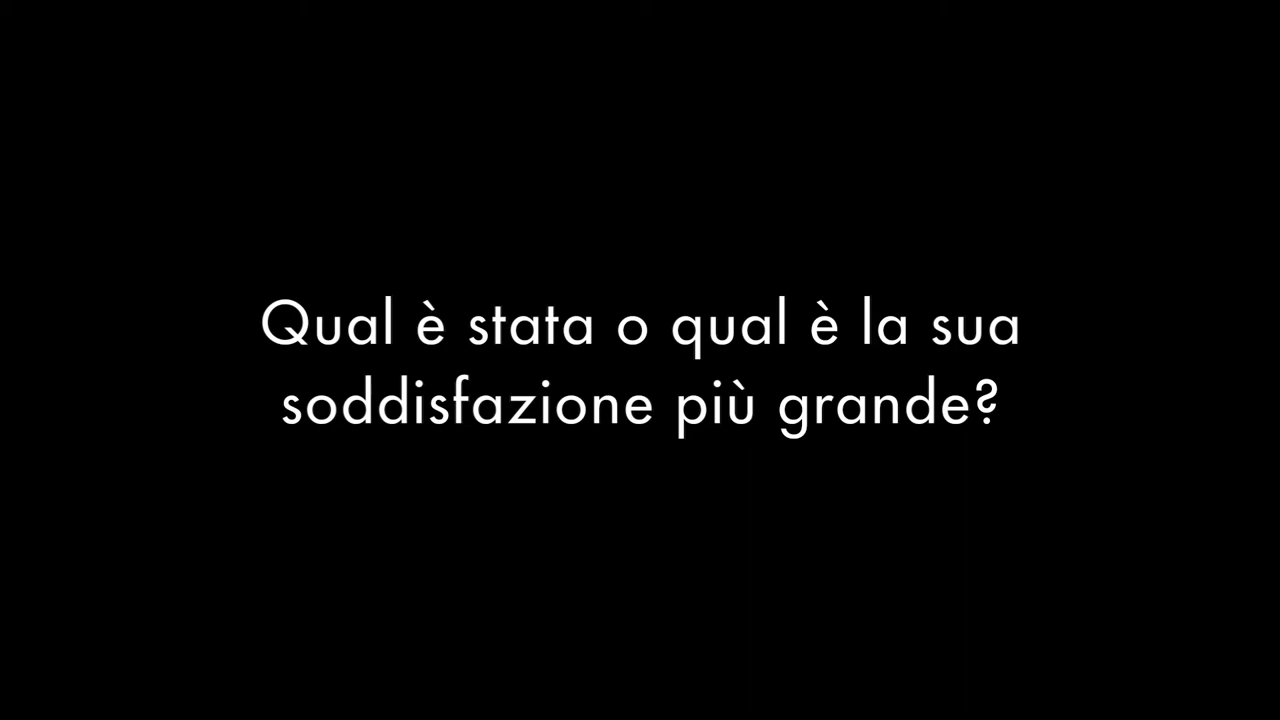 Qual è stata o qual è la sua
soddisfazione più grande?